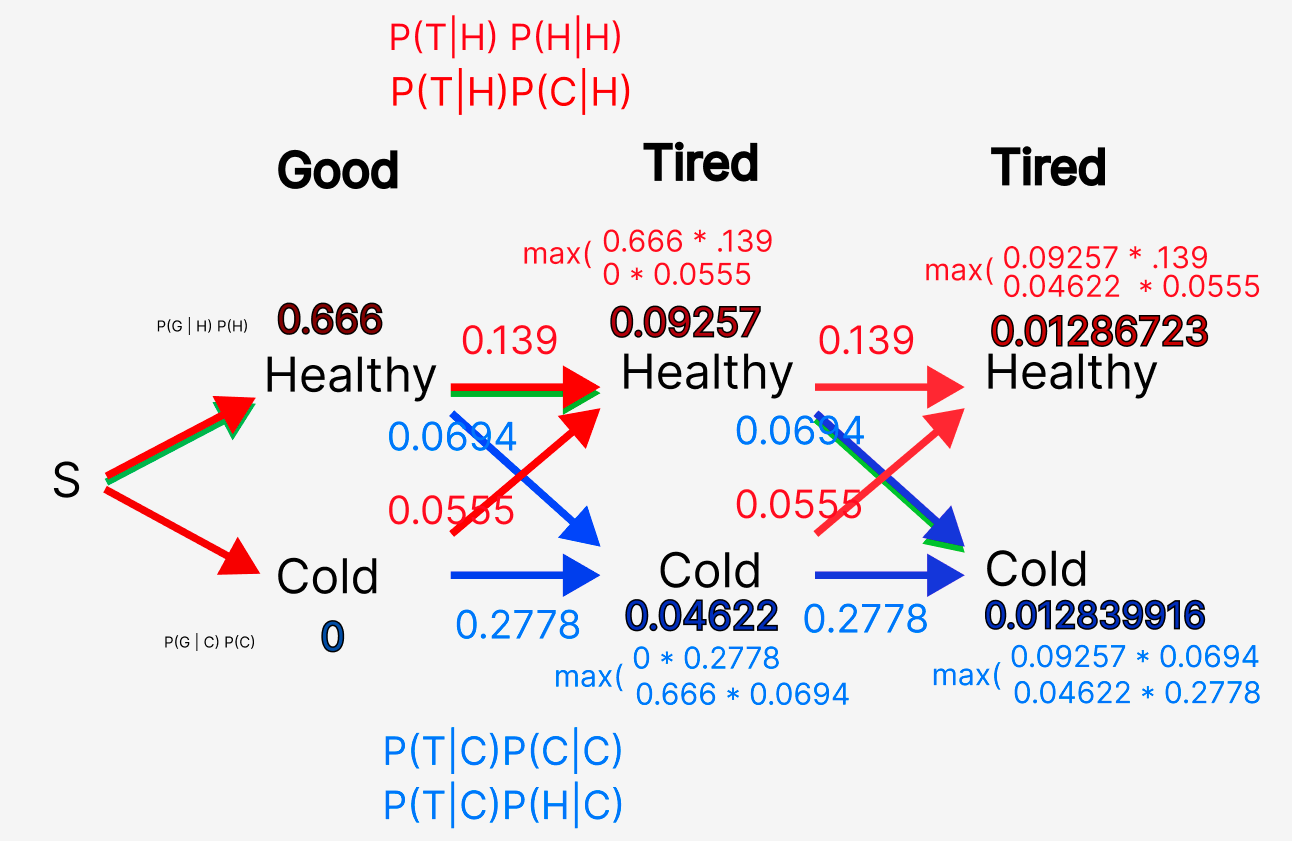 P(T|H) P(H|H)
P(T|H)P(C|H)
Good
Tired
Tired
max( 0.666 * .139
0 * 0.0555
max( 0.09257 * .139
0.04622 * 0.0555
P(G | H) P(H)
0.666
0.09257
0.01286723
Healthy
0.139
Healthy
0.139
Healthy
0.0694
0.0694
S
0.0555
0.0555
Cold
Cold
Cold
P(G | C) P(C)
0
0.2778
0.04622
0.2778
0.012839916
max( 0 * 0.2778
0.666 * 0.0694
max( 0.09257 * 0.0694
0.04622 * 0.2778
P(T|C)P(C|C)
P(T|C)P(H|C)